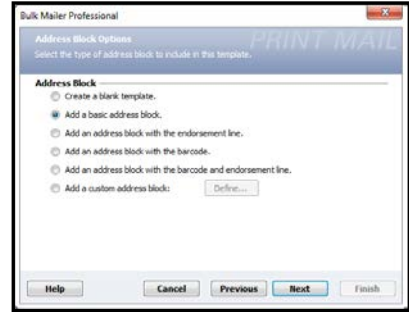 Bulk Mailer Professional
PRINT MAIL
Address Block Options
Select the type of address block to include in this template.
Address Block
Create a blank template.
Add a basic address block.
Add an address block with the endorsement line.
Add an address block with the barcode.
Add an address block with the barcode and endorsement line.
Add a custom address block:
Define...
Help
Cancel
Previous
Next
Finish